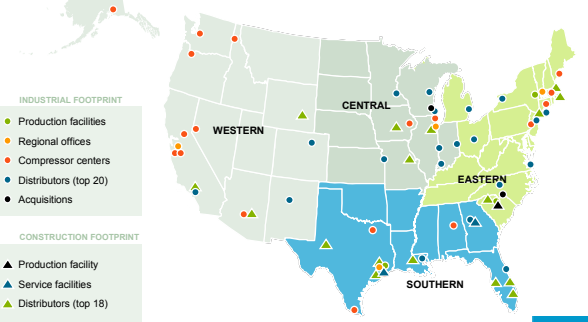 CENTRAL
WESTERN
EASTERN
SOUTHERN
INDUSTRIAL FOOTPRINT
Production facilities
Regional offices
Compressor centers
Distributors (top 20)
Acquisitions
CONSTRUCTION FOOTPRINT
Production facility
Service facilities
Distributors (top 18)